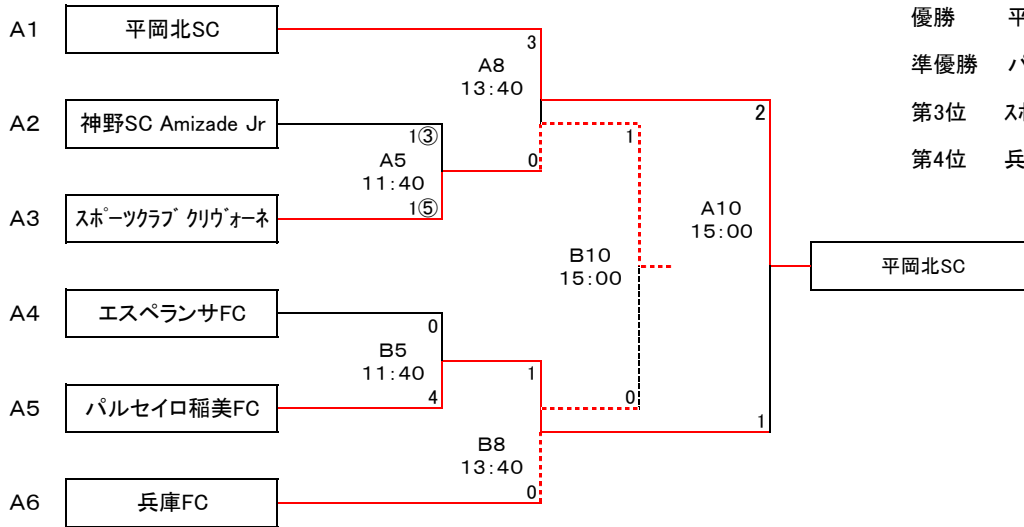 A1 平岡北SC
A2 神野SC Amizade Jr
A3 スポーツクラブ クリヴォーネ
A4 エスペランサFC
A5 パルセイロ稲美FC
A6 兵庫FC
3
A8
13:40
0
1③
A5
11:40
1⑤
0
B5
11:40
4
1
B8
13:40
0
1
B10
15:00
0
2
A10
15:00
1
平岡北SC
優勝 平
準優勝 パ
第3位 スポ
第4位 兵